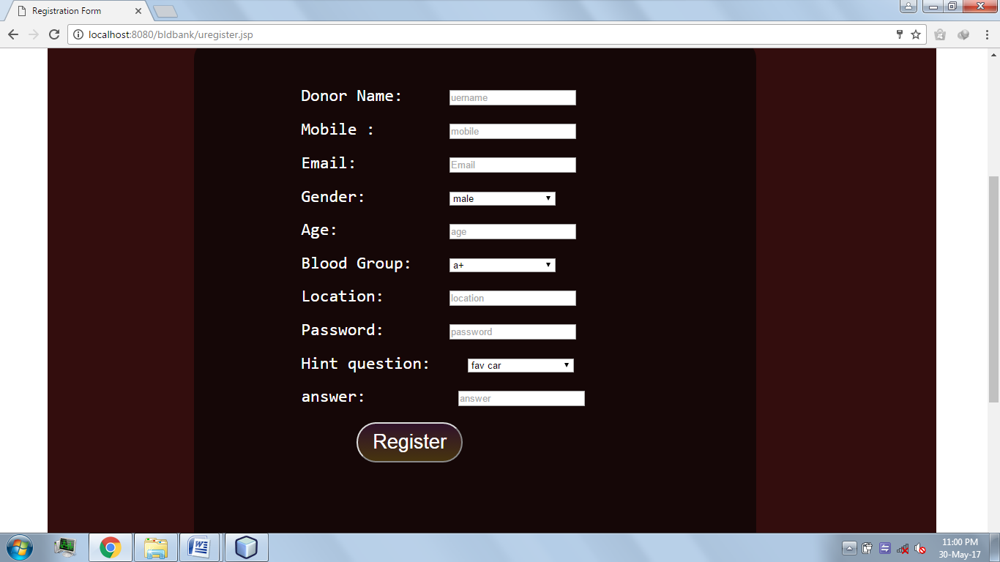 Registration Form
localhost:8080/bldbank/uregister.jsp
Donor Name: uername
Mobile : mobile
Email: Email
Gender: male
Age: age
Blood Group: a+
Location: location
Password: password
Hint question: fav car
answer: answer
Register
11:00 PM
30-May-17